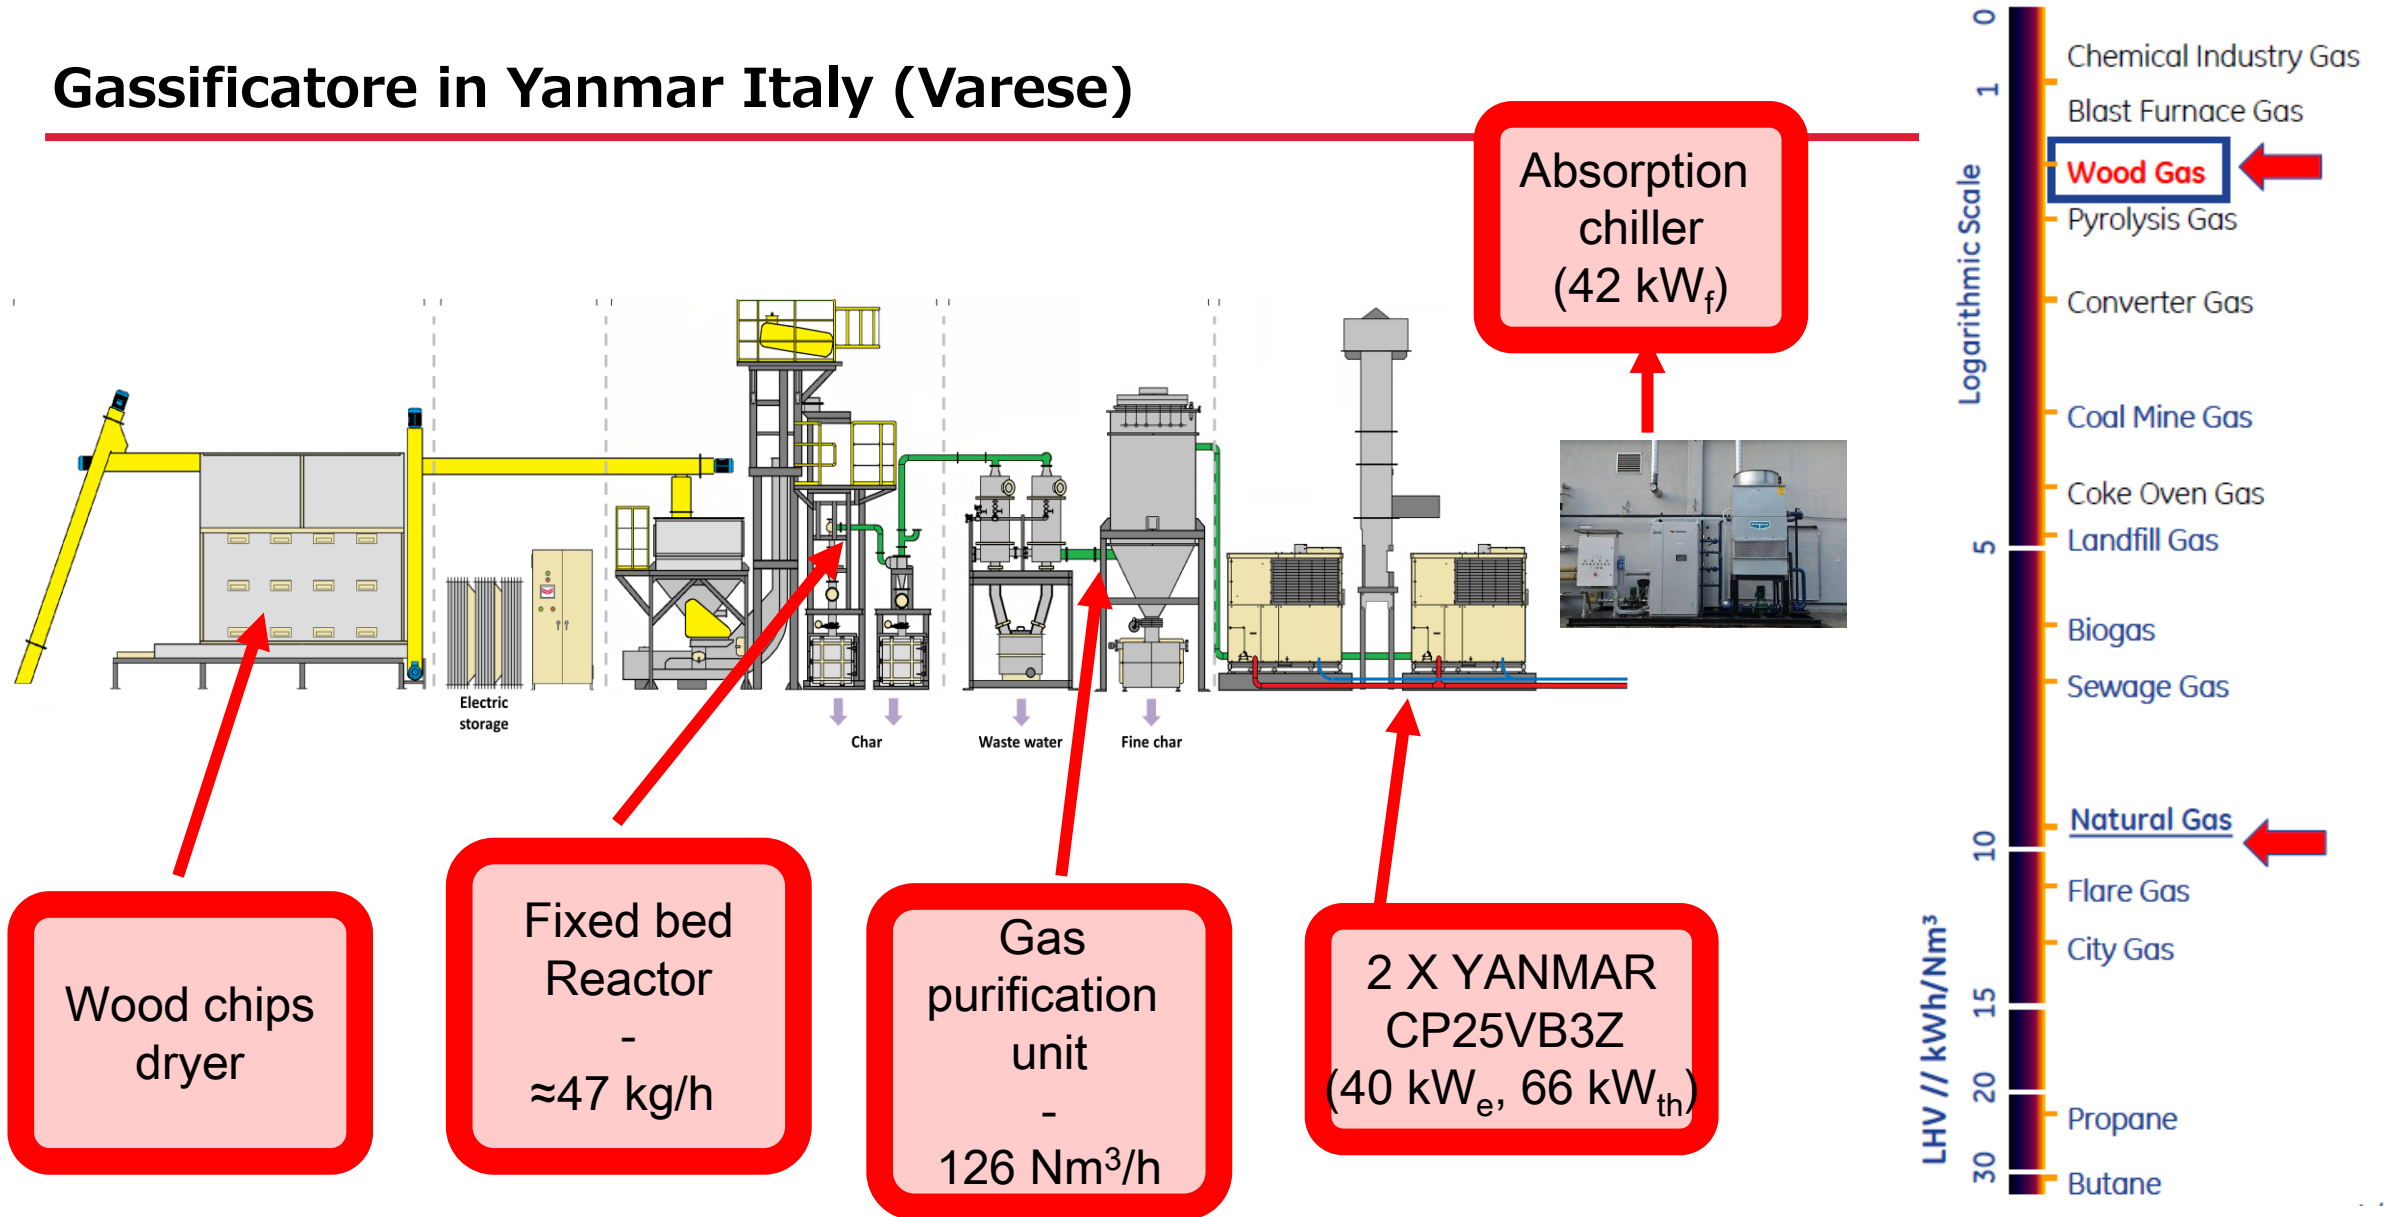 Gassificatore in Yanmar Italy (Varese)
Absorption
chiller
(42 kWf)
Electric
storage
Char
Waste water
Fine char
Wood chips
dryer
Fixed bed
Reactor
-
≈47 kg/h
Gas
purification
unit
-
126 Nm³/h
2 X YANMAR
CP25VB3Z
(40 kWe, 66 kWth)
LHV // kWh/Nm³
Logarithmic Scale
0
Chemical Industry Gas
1
Blast Furnace Gas
Wood Gas
Pyrolysis Gas
Converter Gas
Coal Mine Gas
Coke Oven Gas
Landfill Gas
5
Biogas
Sewage Gas
Natural Gas
10
Flare Gas
City Gas
15
20
Propane
30
Butane